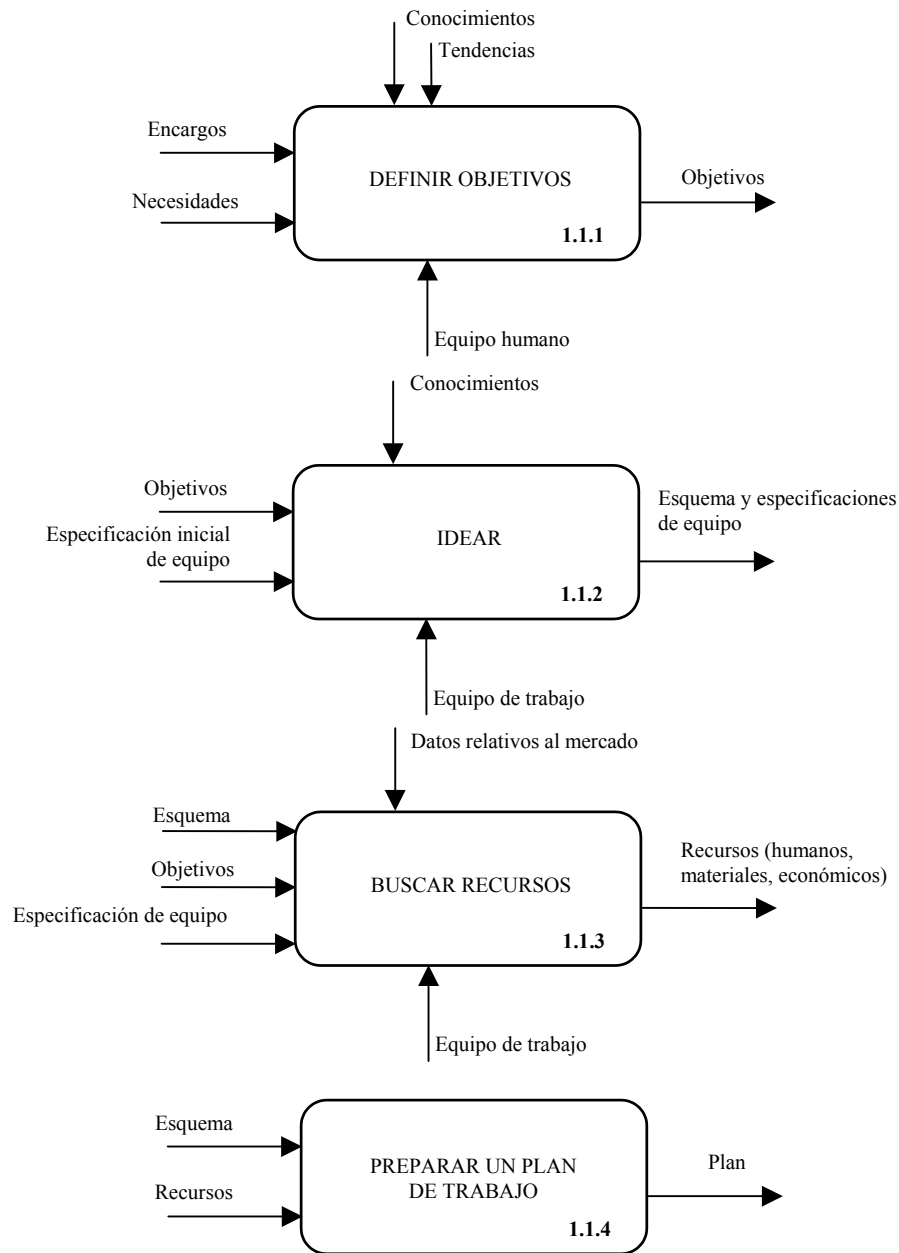 Conocimientos
Tendencias
Encargos
Necesidades
DEFINIR OBJETIVOS
1.1.1
Objetivos
Equipo humano
Conocimientos
Objetivos
Especificación inicial
de equipo
IDEAR
1.1.2
Esquema y especificaciones
de equipo
Equipo de trabajo
Datos relativos al mercado
Esquema
Objetivos
Especificación de equipo
BUSCAR RECURSOS
1.1.3
Recursos (humanos,
materiales, económicos)
Equipo de trabajo
Esquema
Recursos
PREPARAR UN PLAN
DE TRABAJO
1.1.4
Plan